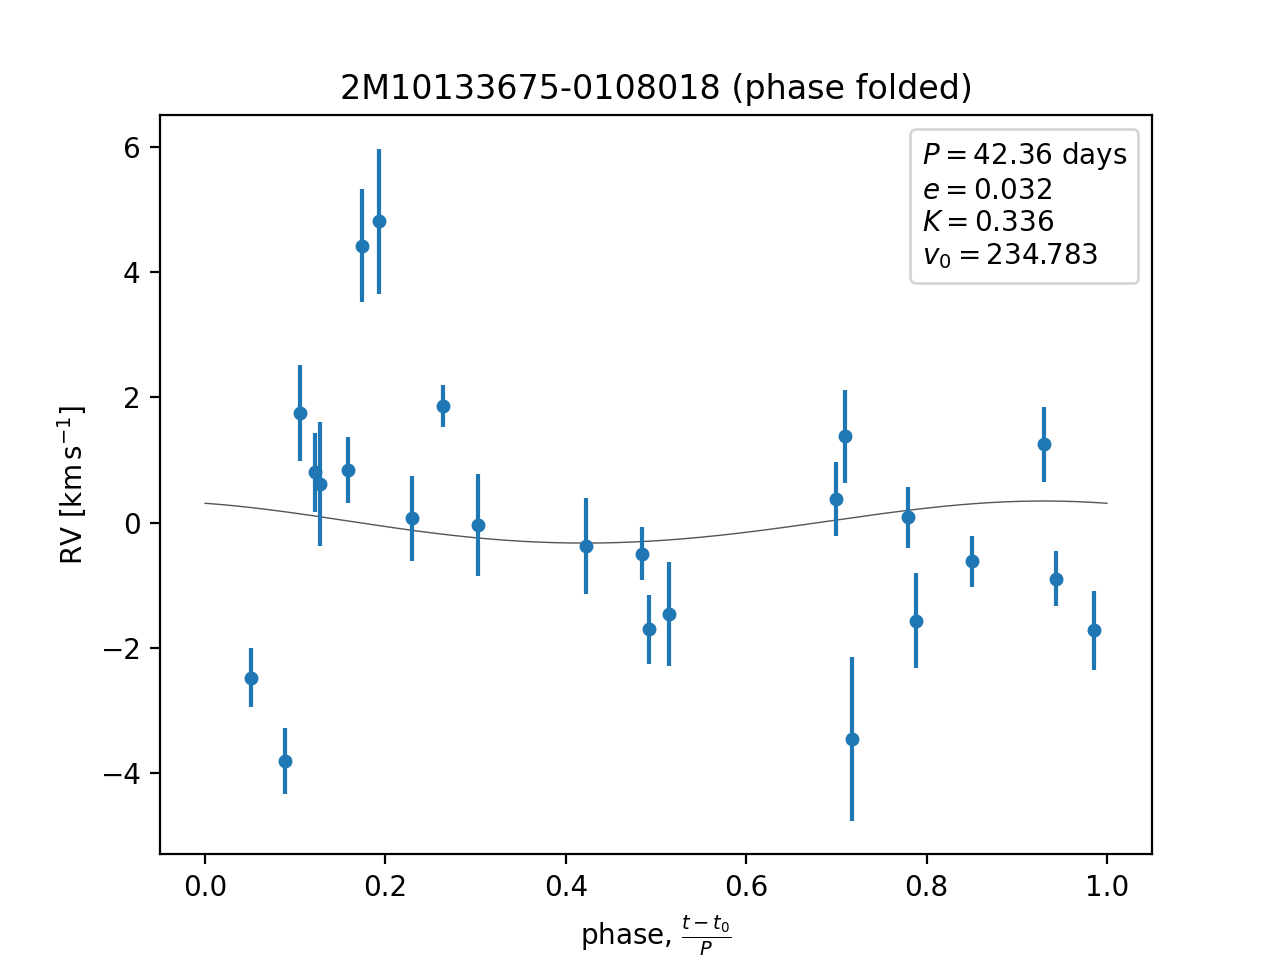 2M10133675-0108018 (phase folded)
P = 42.36 days
e = 0.032
K = 0.336
v₀ = 234.783
6
4
2
0
−2
−4
RV [km s⁻¹]
0.0 0.2 0.4 0.6 0.8 1.0
phase, (t − t₀)/P